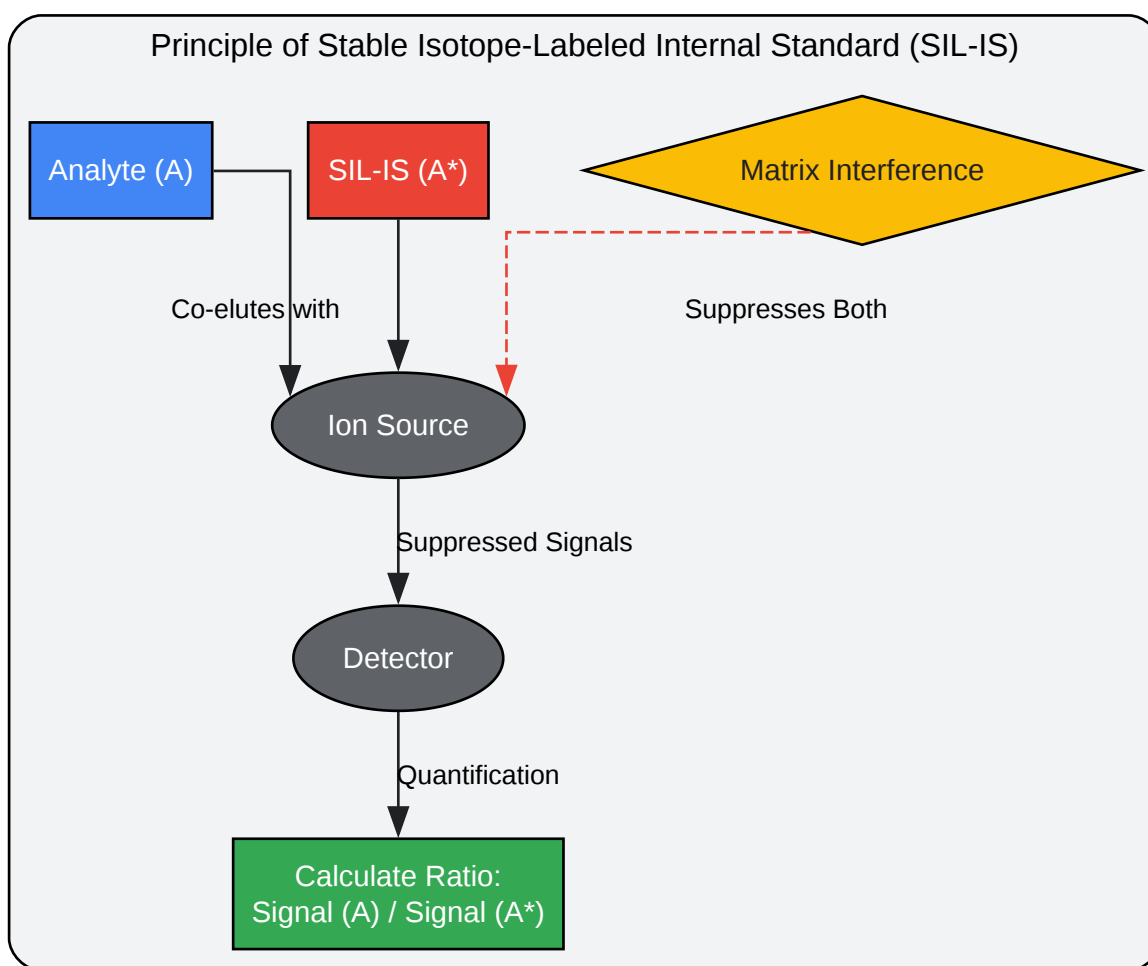 Principle of Stable Isotope-Labeled Internal Standard (SIL-IS)
Analyte (A)
SIL-IS (A*)
Matrix Interference
Co-elutes with
Suppresses Both
Ion Source
Suppressed Signals
Detector
Quantification
Calculate Ratio:
Signal (A) / Signal (A*)